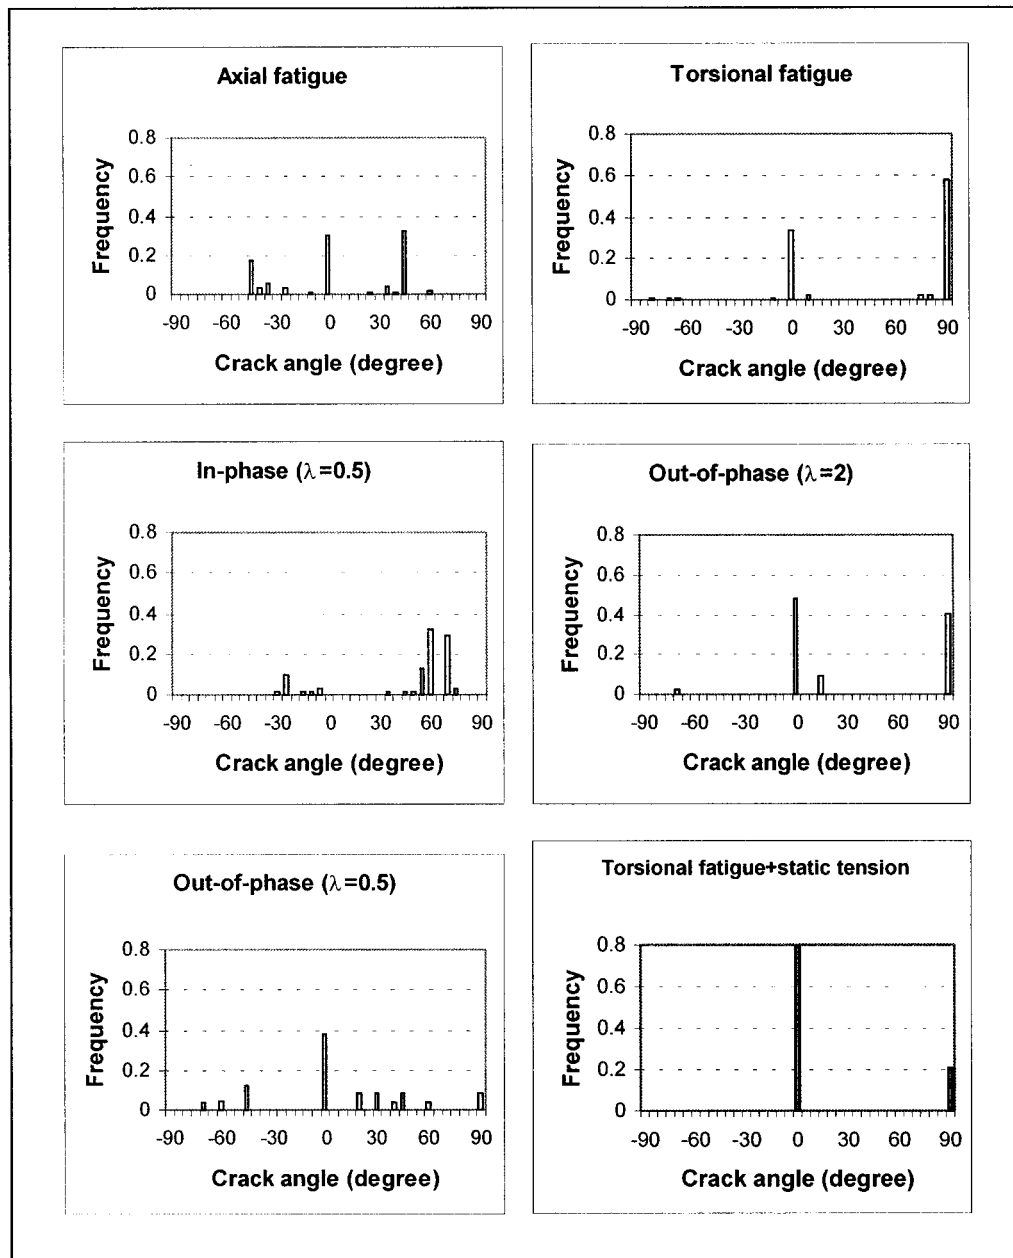 Axial fatigue
Frequency
0.8
0.6
0.4
0.2
0
-90 -60 -30 0 30 60 90
Crack angle (degree)
Torsional fatigue
Frequency
0.8
0.6
0.4
0.2
0
-90 -60 -30 0 30 60 90
Crack angle (degree)
In-phase (λ=0.5)
Frequency
0.8
0.6
0.4
0.2
0
-90 -60 -30 0 30 60 90
Crack angle (degree)
Out-of-phase (λ=2)
Frequency
0.8
0.6
0.4
0.2
0
-90 -60 -30 0 30 60 90
Crack angle (degree)
Out-of-phase (λ=0.5)
Frequency
0.8
0.6
0.4
0.2
0
-90 -60 -30 0 30 60 90
Crack angle (degree)
Torsional fatigue+static tension
Frequency
0.8
0.6
0.4
0.2
0
-90 -60 -30 0 30 60 90
Crack angle (degree)